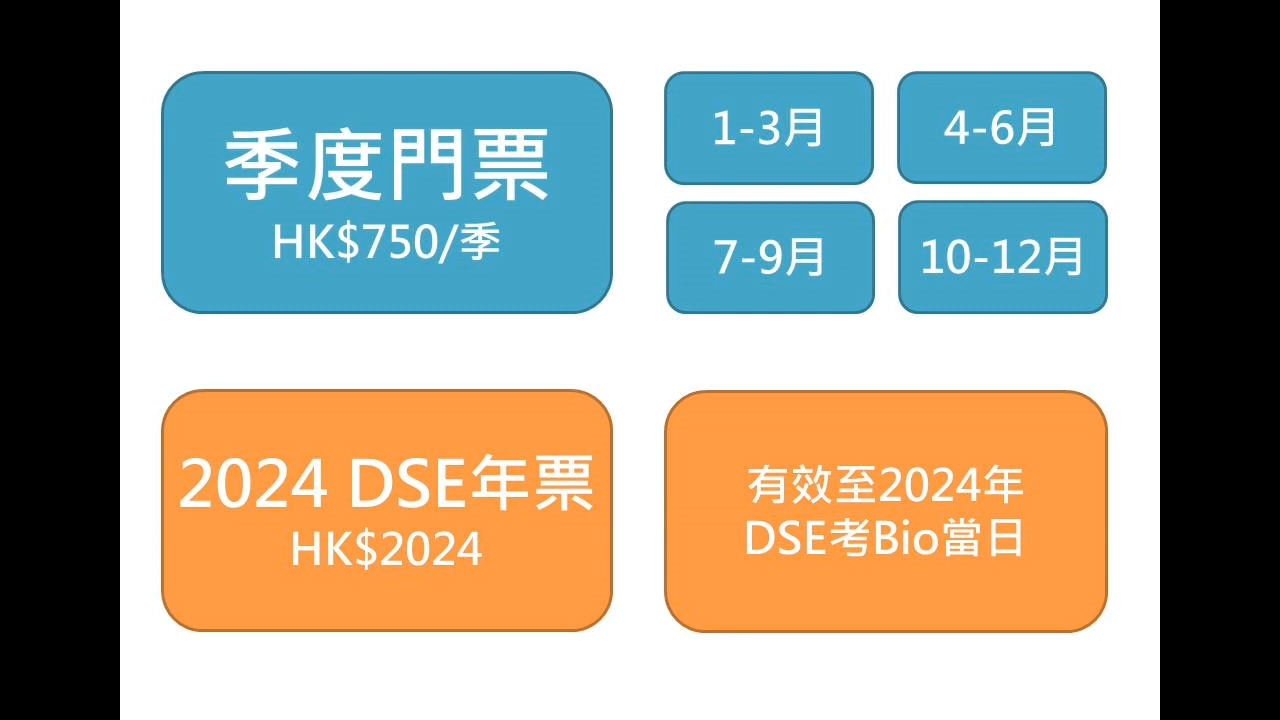 季度門票
HK$750/季
1-3月
4-6月
7-9月
10-12月
2024 DSE年票
HK$2024
有效至2024年
DSE考Bio當日